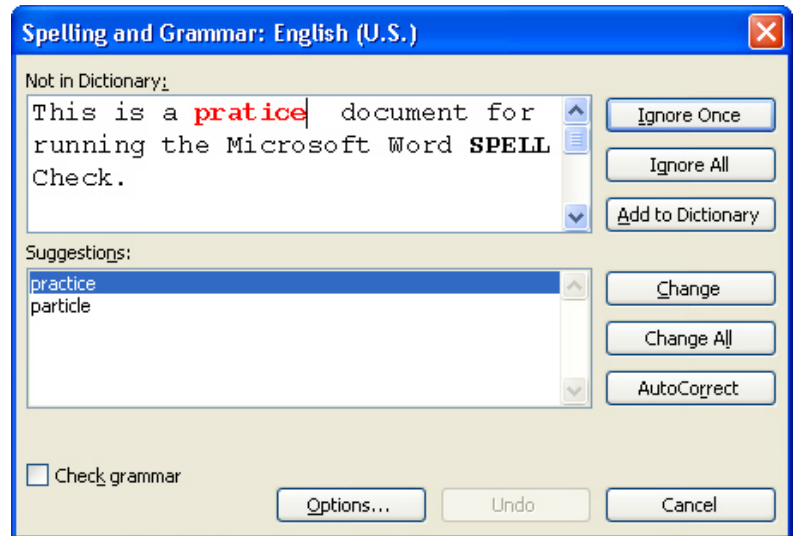 Spelling and Grammar: English (U.S.)
Not in Dictionary:
This is a pratice document for
running the Microsoft Word SPELL
Check.
Ignore Once
Ignore All
Add to Dictionary
Suggestions:
practice
particle
Change
Change All
AutoCorrect
Check grammar
Options...
Undo
Cancel